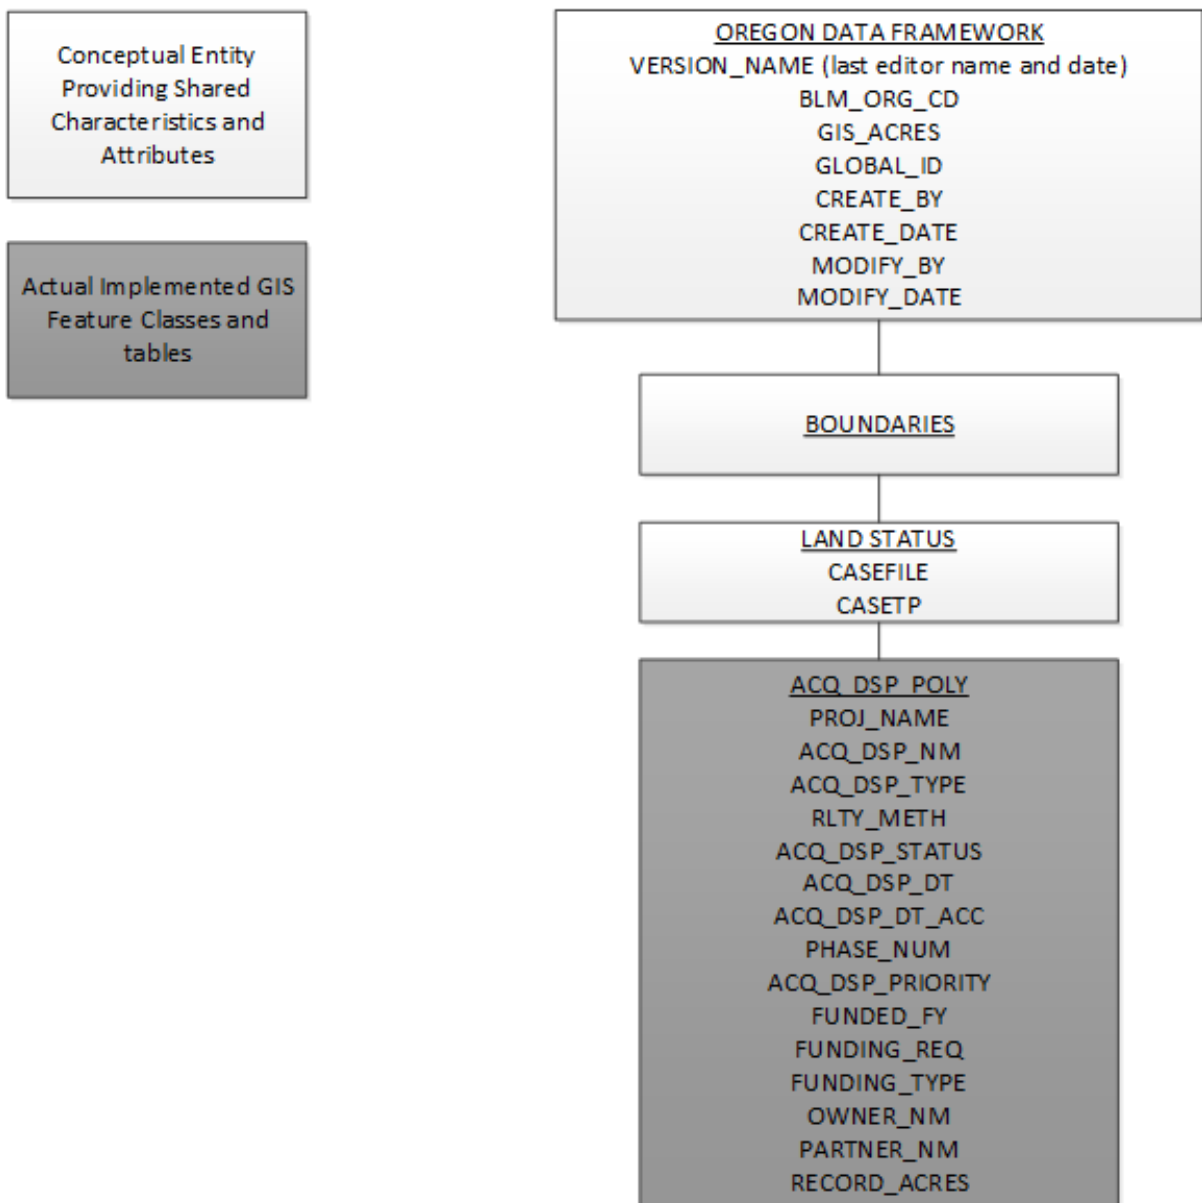 Conceptual Entity
Providing Shared
Characteristics and
Attributes
Actual Implemented GIS
Feature Classes and
tables
OREGON DATA FRAMEWORK
VERSION_NAME (last editor name and date)
BLM_ORG_CD
GIS_ACRES
GLOBAL_ID
CREATE_BY
CREATE_DATE
MODIFY_BY
MODIFY_DATE
BOUNDARIES
LAND STATUS
CASEFILE
CASETP
ACQ_DSP_POLY
PROJ_NAME
ACQ_DSP_NM
ACQ_DSP_TYPE
RLTY_METH
ACQ_DSP_STATUS
ACQ_DSP_DT
ACQ_DSP_DT_ACC
PHASE_NUM
ACQ_DSP_PRIORITY
FUNDED_FY
FUNDING_REQ
FUNDING_TYPE
OWNER_NM
PARTNER_NM
RECORD_ACRES